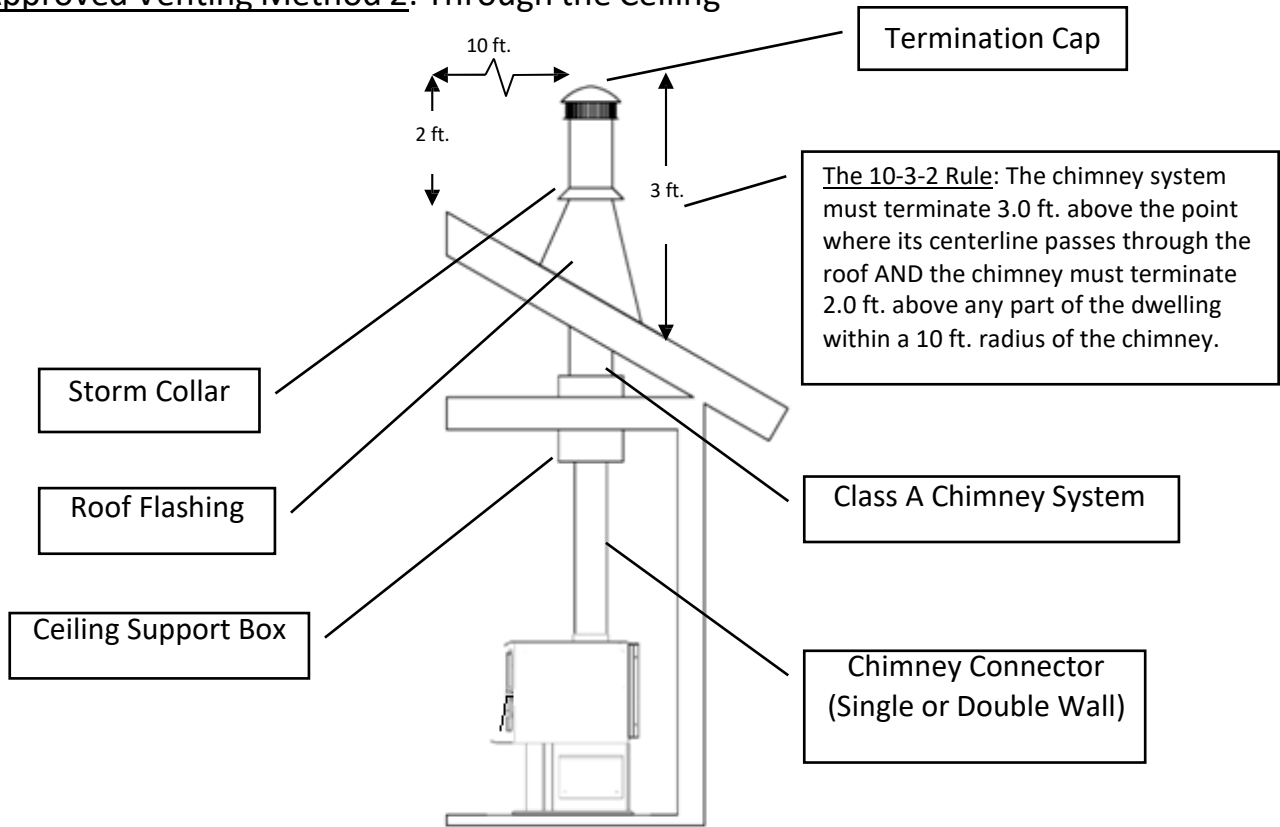 Approved Venting Method 2: Through the Ceiling
10 ft.
Termination Cap
2 ft.
3 ft.
The 10-3-2 Rule: The chimney system
must terminate 3.0 ft. above the point
where its centerline passes through the
roof AND the chimney must terminate
2.0 ft. above any part of the dwelling
within a 10 ft. radius of the chimney.
Storm Collar
Roof Flashing
Class A Chimney System
Ceiling Support Box
Chimney Connector
(Single or Double Wall)